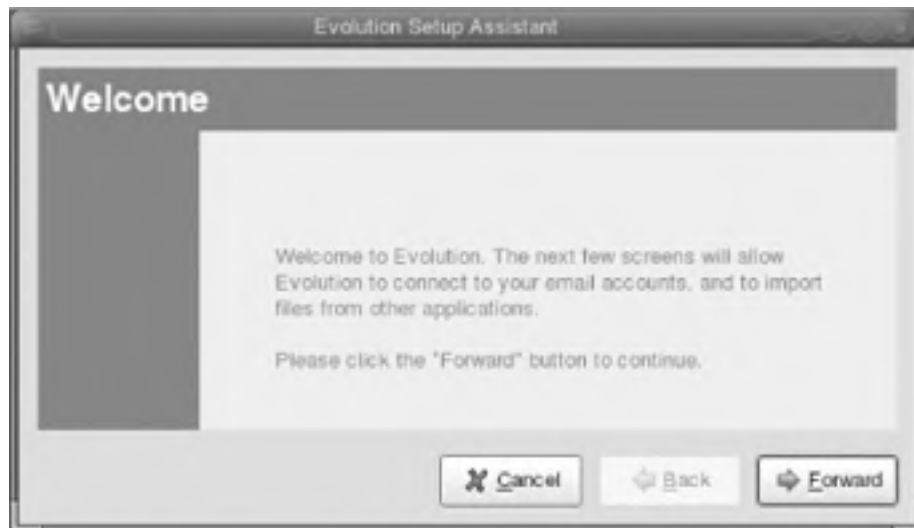 Evolution Setup Assistant
Welcome
Welcome to Evolution. The next few screens will allow
Evolution to connect to your email accounts, and to import
files from other applications.
Please click the "Forward" button to continue.
Cancel
Back
Forward